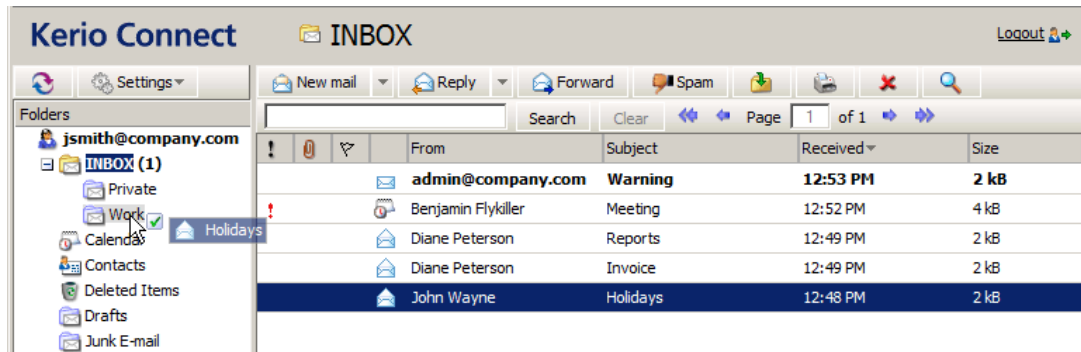 Kerio Connect
INBOX
Logout
Settings
New mail
Reply
Forward
Spam
Folders
Search
Clear
Page 1 of 1
jsmith@company.com
INBOX (1)
Private
Work
Calendar
Contacts
Deleted Items
Drafts
Junk E-mail
Holidays
! From Subject Received Size
admin@company.com Warning 12:53 PM 2 kB
! Benjamin Flykiller Meeting 12:52 PM 4 kB
Diane Peterson Reports 12:49 PM 2 kB
Diane Peterson Invoice 12:49 PM 2 kB
John Wayne Holidays 12:48 PM 2 kB